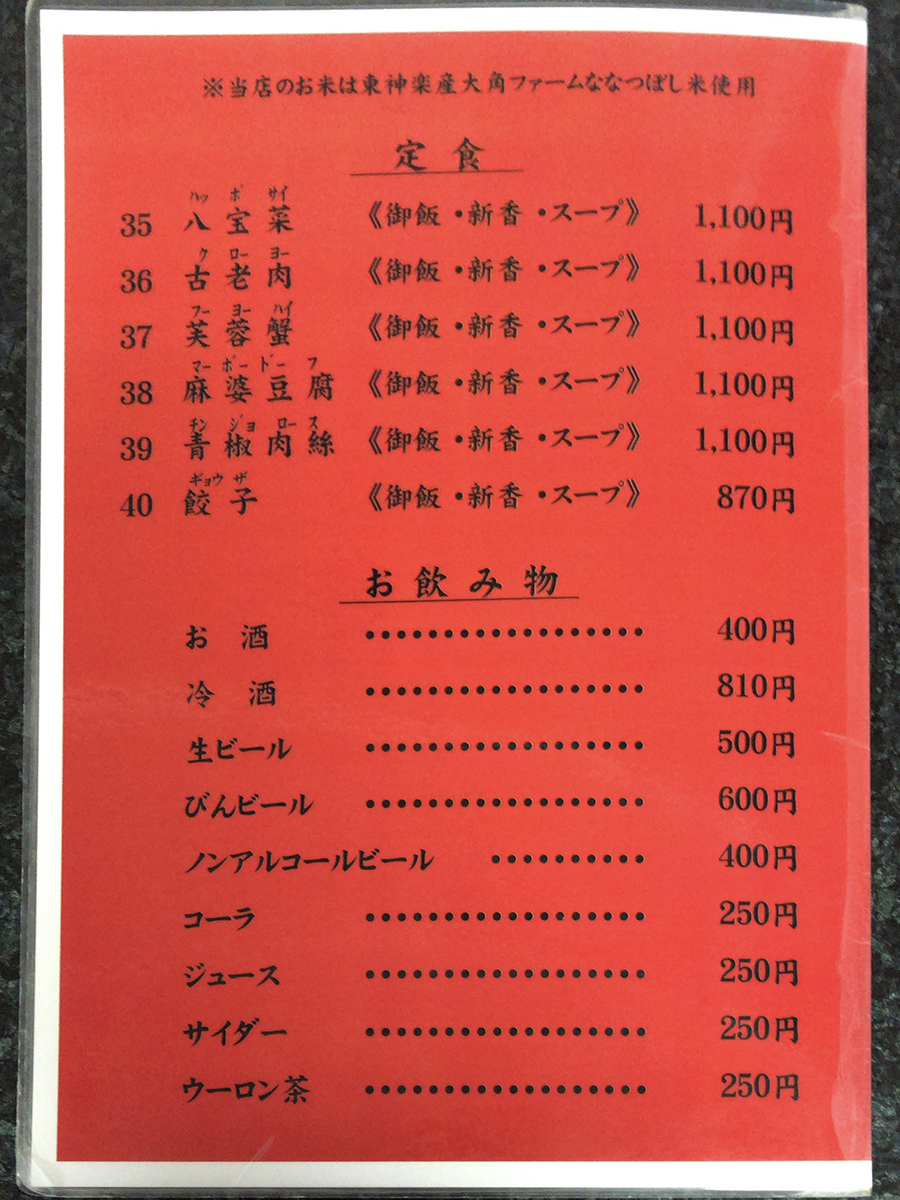 ※当店のお米は東神楽産大角ファームななつぼし米使用
定食
ハッ ポ サイ
35 八宝菜 《御飯・新香・スープ》 1,100円
ク ロー ヨー
36 古老肉 《御飯・新香・スープ》 1,100円
フー ヨー ハイ
37 芙蓉蟹 《御飯・新香・スープ》 1,100円
マー ボー ドー フ
38 麻婆豆腐 《御飯・新香・スープ》 1,100円
チン ジョ ロー ス
39 青椒肉絲 《御飯・新香・スープ》 1,100円
ギョウ ザ
40 餃子 《御飯・新香・スープ》 870円
お飲み物
お酒 ・・・・・・・・・・・・・・・・・・ 400円
冷酒 ・・・・・・・・・・・・・・・・・・ 810円
生ビール ・・・・・・・・・・・・・・・・・・ 500円
びんビール ・・・・・・・・・・・・・・・・・・ 600円
ノンアルコールビール ・・・・・・・・・・ 400円
コーラ ・・・・・・・・・・・・・・・・・・ 250円
ジュース ・・・・・・・・・・・・・・・・・・ 250円
サイダー ・・・・・・・・・・・・・・・・・・ 250円
ウーロン茶 ・・・・・・・・・・・・・・・・・・ 250円